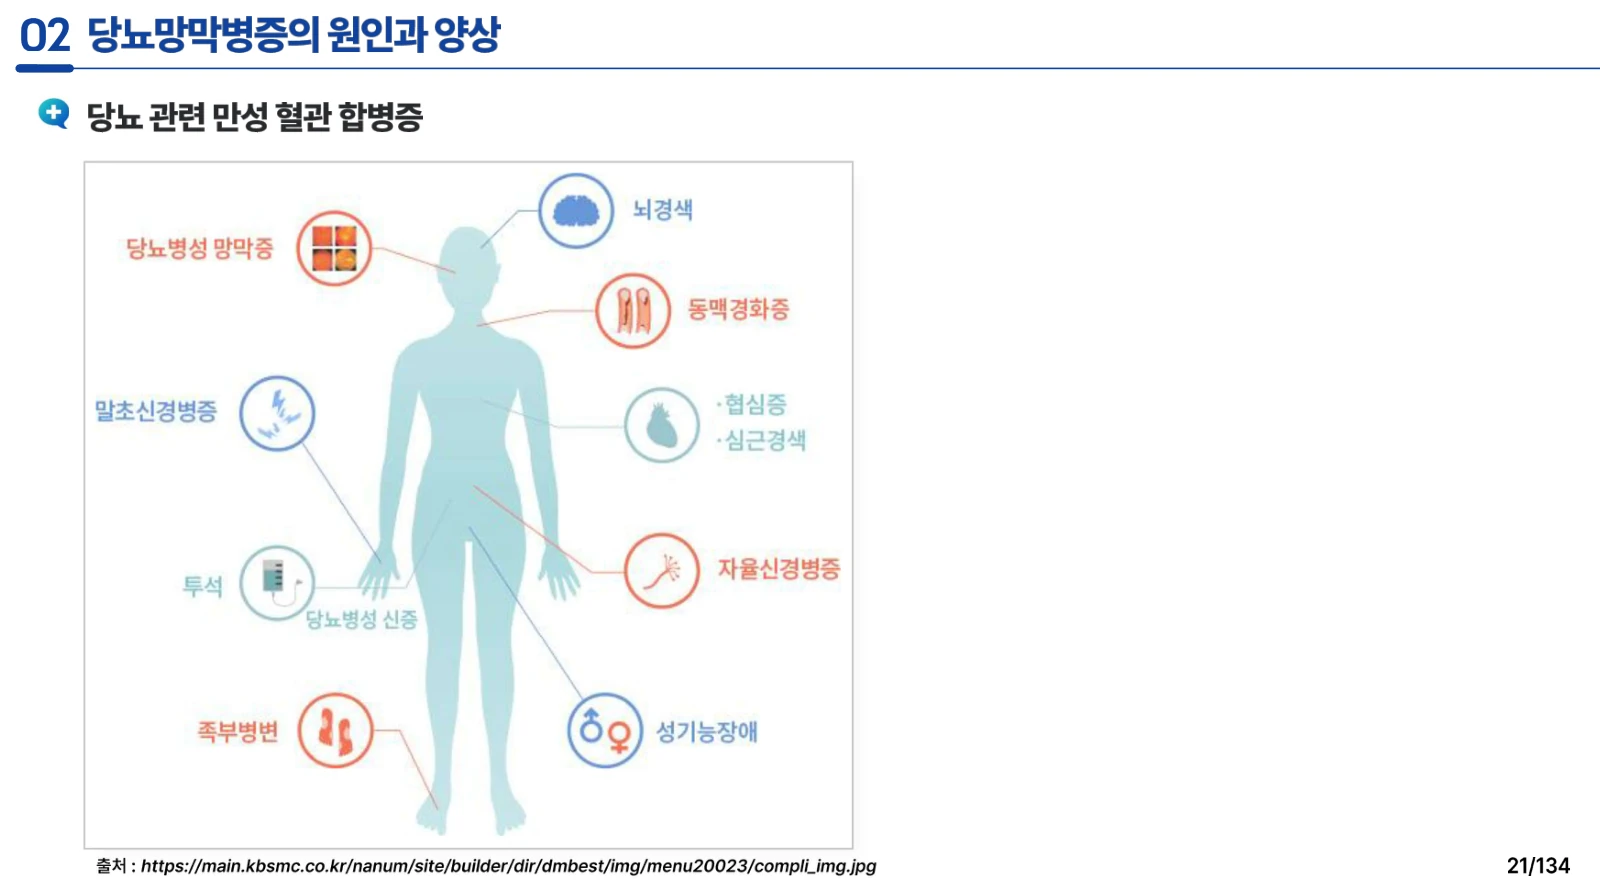 02 당뇨망막병증의 원인과 양상
당뇨 관련 만성 혈관 합병증
뇌경색
당뇨병성 망막증
동맥경화증
말초신경병증
·협심증
·심근경색
자율신경병증
투석
당뇨병성 신증
족부병변
성기능장애
출처 : https://main.kbsmc.co.kr/nanum/site/builder/dir/dmbest/img/menu20023/compli_img.jpg
21/134